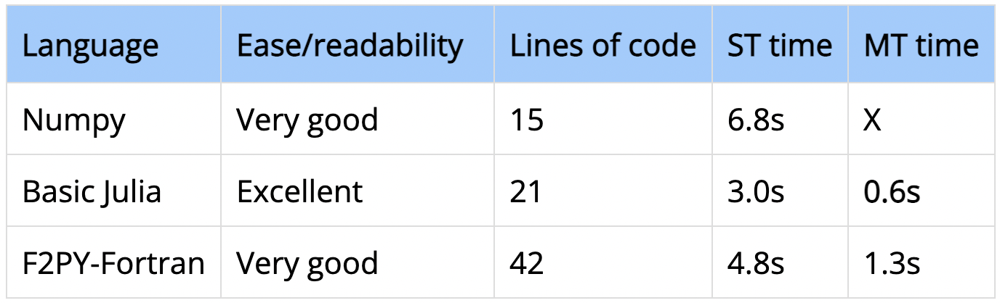 Language Ease/readability Lines of code ST time MT time
Numpy Very good 15 6.8s X
Basic Julia Excellent 21 3.0s 0.6s
F2PY-Fortran Very good 42 4.8s 1.3s